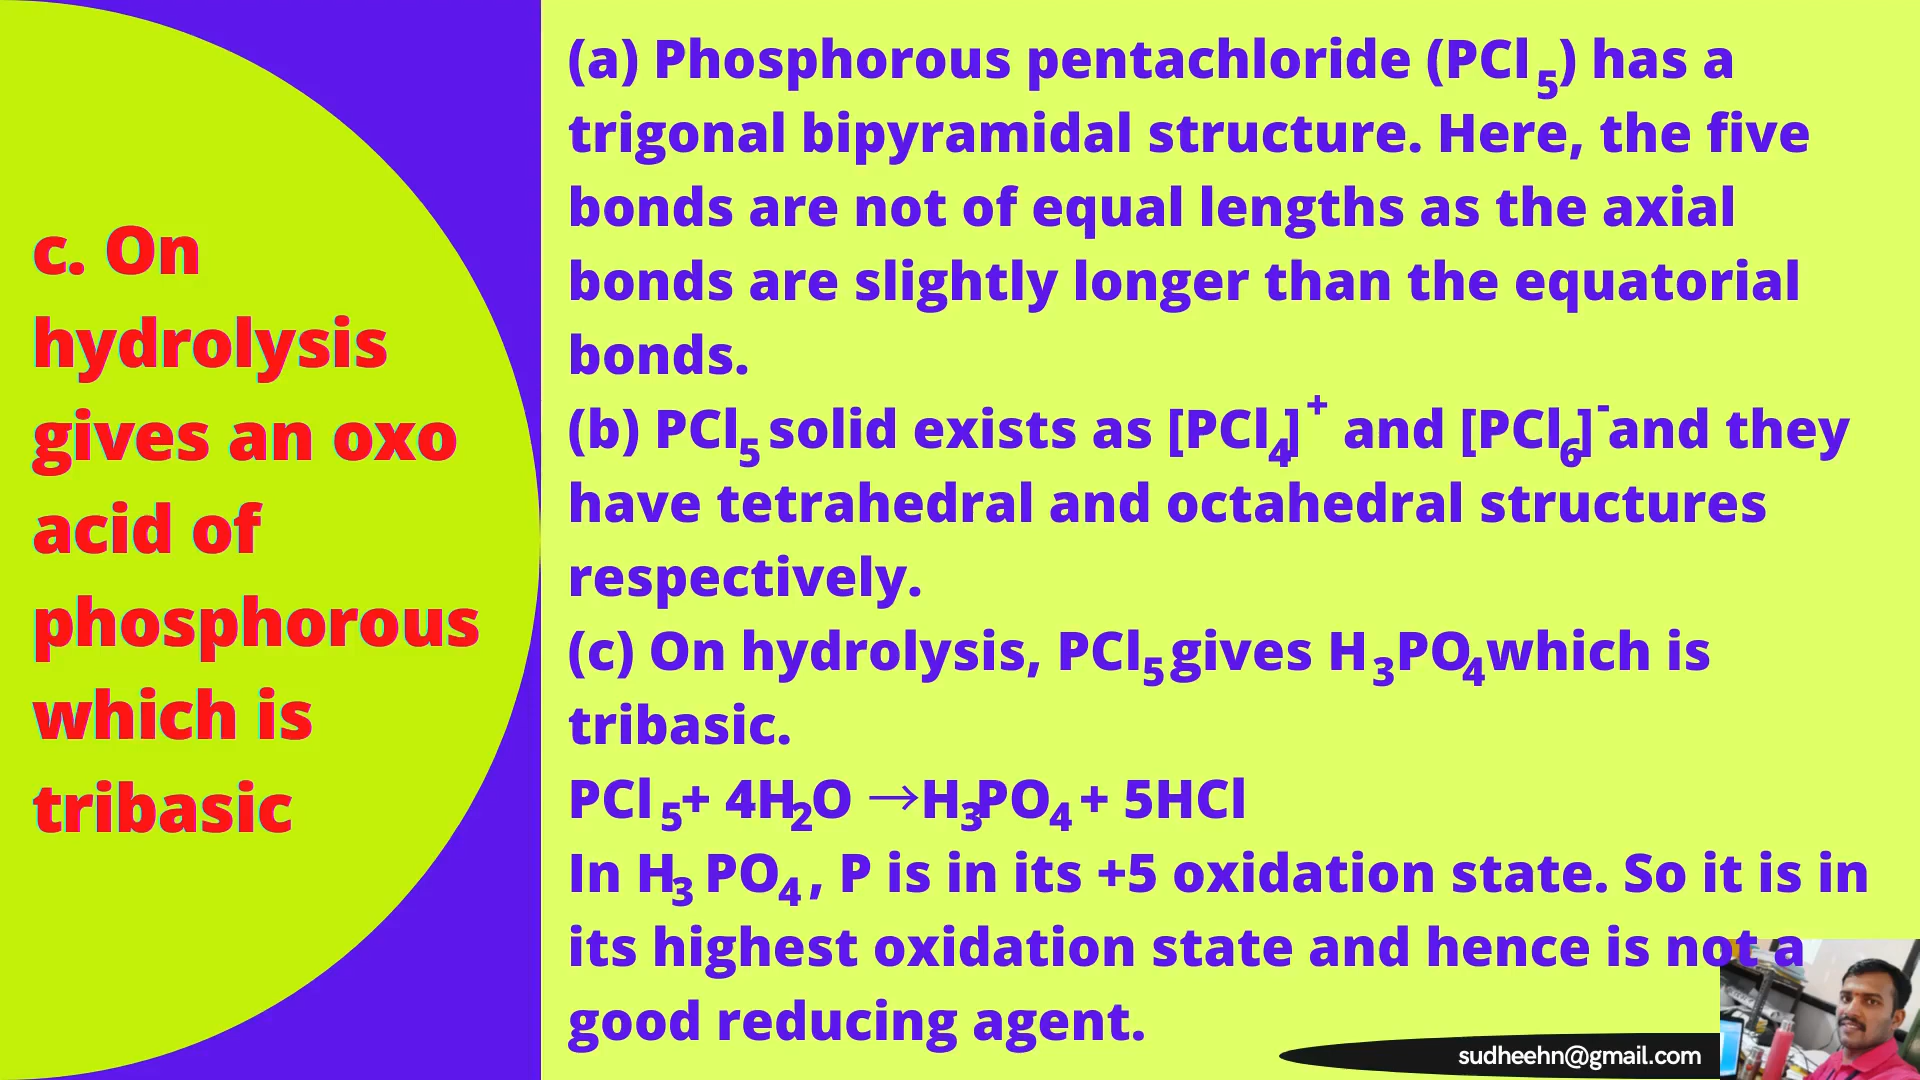 c. On
hydrolysis
gives an oxo
acid of
phosphorous
which is
tribasic
(a) Phosphorous pentachloride (PCl₅) has a
trigonal bipyramidal structure. Here, the five
bonds are not of equal lengths as the axial
bonds are slightly longer than the equatorial
bonds.
(b) PCl₅ solid exists as [PCl₄]⁺ and [PCl₆]⁻and they
have tetrahedral and octahedral structures
respectively.
(c) On hydrolysis, PCl₅ gives H₃PO₄ which is
tribasic.
PCl₅+ 4H₂O →H₃PO₄ + 5HCl
In H₃ PO₄ , P is in its +5 oxidation state. So it is in
its highest oxidation state and hence is not a
good reducing agent.
sudheehn@gmail.com